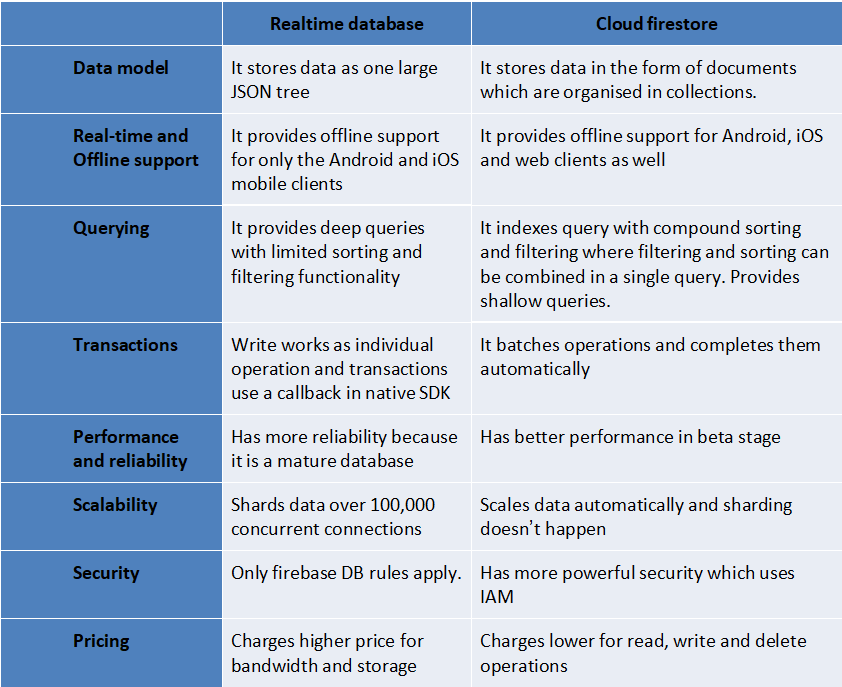 Realtime database
Cloud firestore
Data model
It stores data as one large
JSON tree
It stores data in the form of documents
which are organised in collections.
Real-time and
Offline support
It provides offline support
for only the Android and iOS
mobile clients
It provides offline support for Android, iOS
and web clients as well
Querying
It provides deep queries
with limited sorting and
filtering functionality
It indexes query with compound sorting
and filtering where filtering and sorting can
be combined in a single query. Provides
shallow queries.
Transactions
Write works as individual
operation and transactions
use a callback in native SDK
It batches operations and completes them
automatically
Performance
and reliability
Has more reliability because
it is a mature database
Has better performance in beta stage
Scalability
Shards data over 100,000
concurrent connections
Scales data automatically and sharding
doesn’t happen
Security
Only firebase DB rules apply.
Has more powerful security which uses
IAM
Pricing
Charges higher price for
bandwidth and storage
Charges lower for read, write and delete
operations